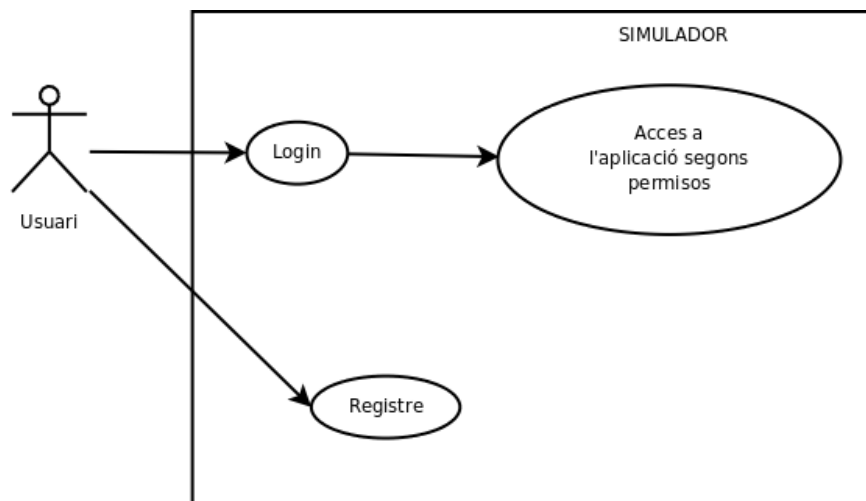 SIMULADOR
Usuari
Login
Acces a
l'aplicació segons
permisos
Registre